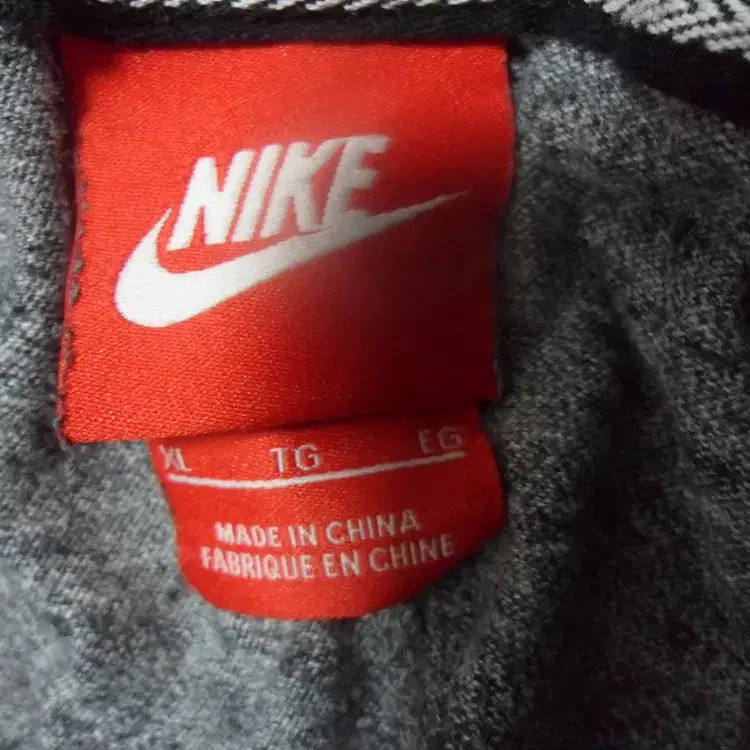 NIKE
XL TG EG
MADE IN CHINA
FABRIQUE EN CHINE